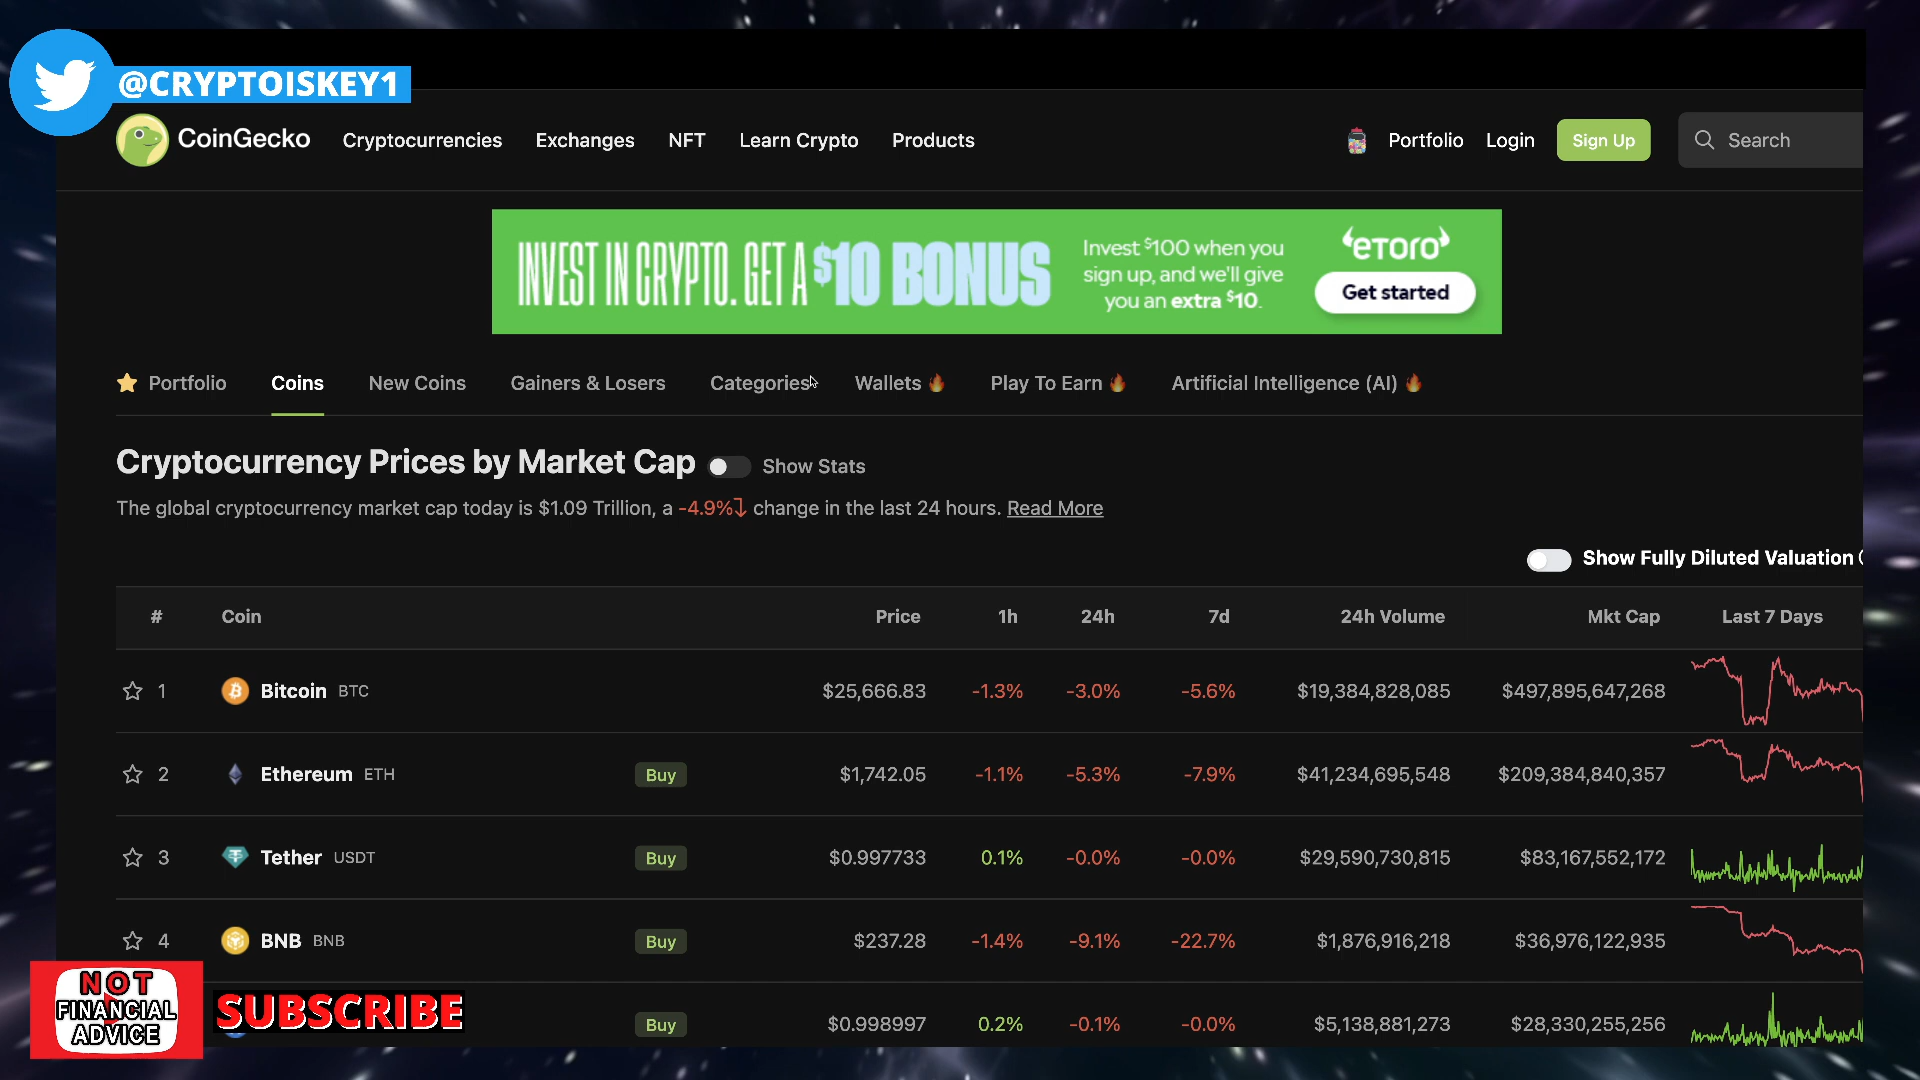 @CRYPTOISKEY1
CoinGecko Cryptocurrencies Exchanges NFT Learn Crypto Products Portfolio Login Sign Up Search
INVEST IN CRYPTO. GET A $10 BONUS
Invest $100 when you
sign up, and we'll give
you an extra $10.
eToro
Get started
Portfolio Coins New Coins Gainers & Losers Categories Wallets Play To Earn Artificial Intelligence (AI)
Cryptocurrency Prices by Market Cap Show Stats
The global cryptocurrency market cap today is $1.09 Trillion, a -4.9% change in the last 24 hours. Read More
Show Fully Diluted Valuation
# Coin Price 1h 24h 7d 24h Volume Mkt Cap Last 7 Days
1 Bitcoin BTC $25,666.83 -1.3% -3.0% -5.6% $19,384,828,085 $497,895,647,268
2 Ethereum ETH Buy $1,742.05 -1.1% -5.3% -7.9% $41,234,695,548 $209,384,840,357
3 Tether USDT Buy $0.997733 0.1% -0.0% -0.0% $29,590,730,815 $83,167,552,172
4 BNB BNB Buy $237.28 -1.4% -9.1% -22.7% $1,876,916,218 $36,976,122,935
Buy $0.998997 0.2% -0.1% -0.0% $5,138,881,273 $28,330,255,256
NOT
FINANCIAL
ADVICE
SUBSCRIBE